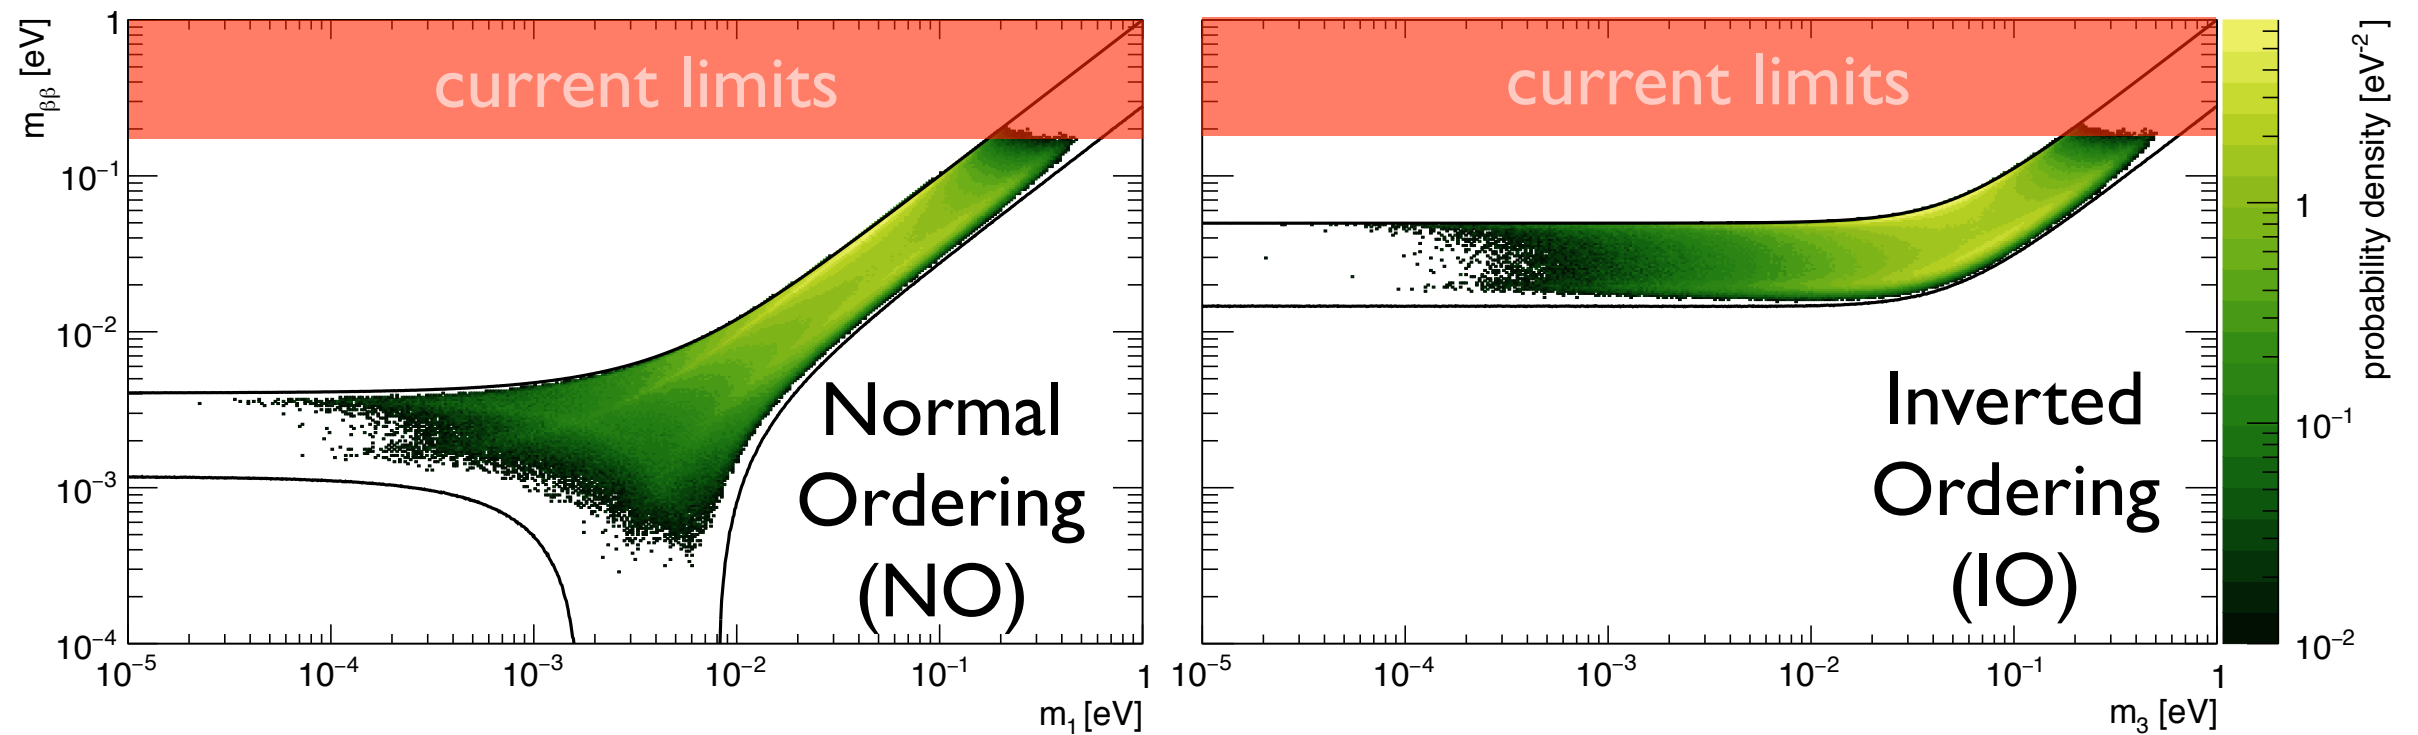 m_ββ [eV]
1
10⁻¹
10⁻²
10⁻³
10⁻⁴
current limits
Normal
Ordering
(NO)
10⁻⁵
10⁻⁴
10⁻³
10⁻²
10⁻¹
1
m₁ [eV]
current limits
Inverted
Ordering
(IO)
10⁻⁵
10⁻⁴
10⁻³
10⁻²
10⁻¹
1
m₃ [eV]
1
10⁻¹
10⁻²
probability density [eV⁻²]